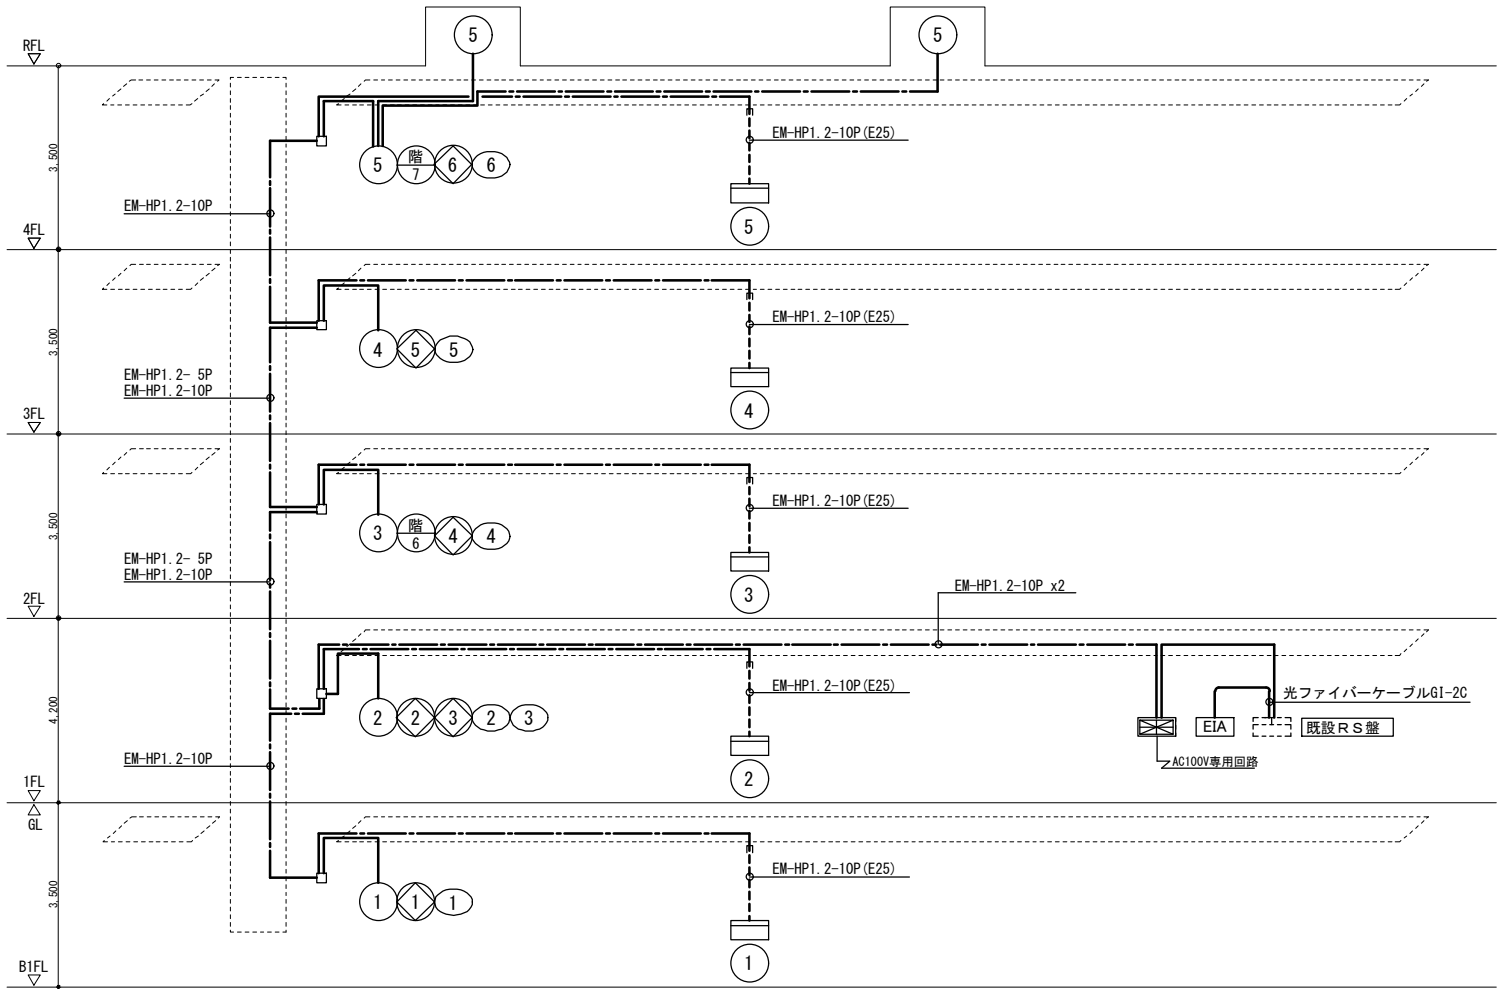 5
5
RFL
3,500
EM-HP1.2-10P(E25)
5
階
7
6
6
EM-HP1.2-10P
5
4FL
3,500
EM-HP1.2-10P(E25)
4
5
5
EM-HP1.2- 5P
EM-HP1.2-10P
4
3FL
3,500
EM-HP1.2-10P(E25)
3
階
6
4
4
EM-HP1.2- 5P
EM-HP1.2-10P
3
EM-HP1.2-10P x2
2FL
4,200
EM-HP1.2-10P(E25)
光ファイバーケーブルGI-2C
2
2
3
2
3
EIA
既設RS盤
EM-HP1.2-10P
AC100V専用回路
2
1FL
GL
3,500
EM-HP1.2-10P(E25)
1
1
1
1
B1FL